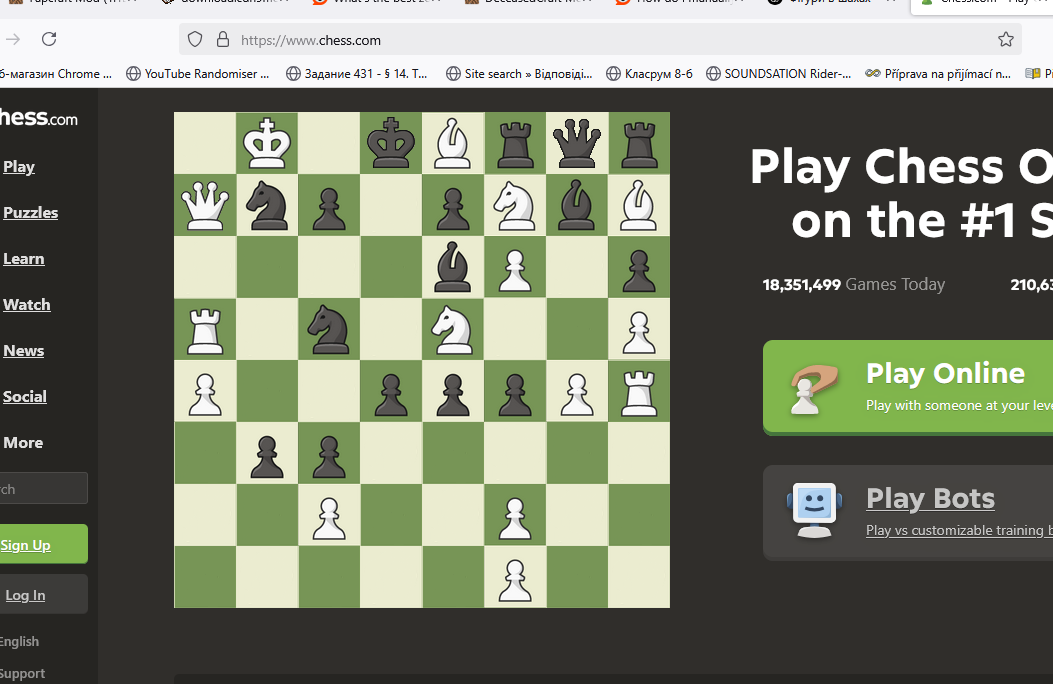 https://www.chess.com
б-магазин Chrome ... YouTube Randomiser ... Задание 431 - § 14. Т... Site search » Відповіді... Класрум 8-б SOUNDSATION Rider-... Příprava na přijímací n...
hess.com
Play
Puzzles
Learn
Watch
News
Social
More
rch
Sign Up
Log In
English
Support
Play Chess O
on the #1 S
18,351,499 Games Today 210,63
Play Online
Play with someone at your leve
Play Bots
Play vs customizable training b